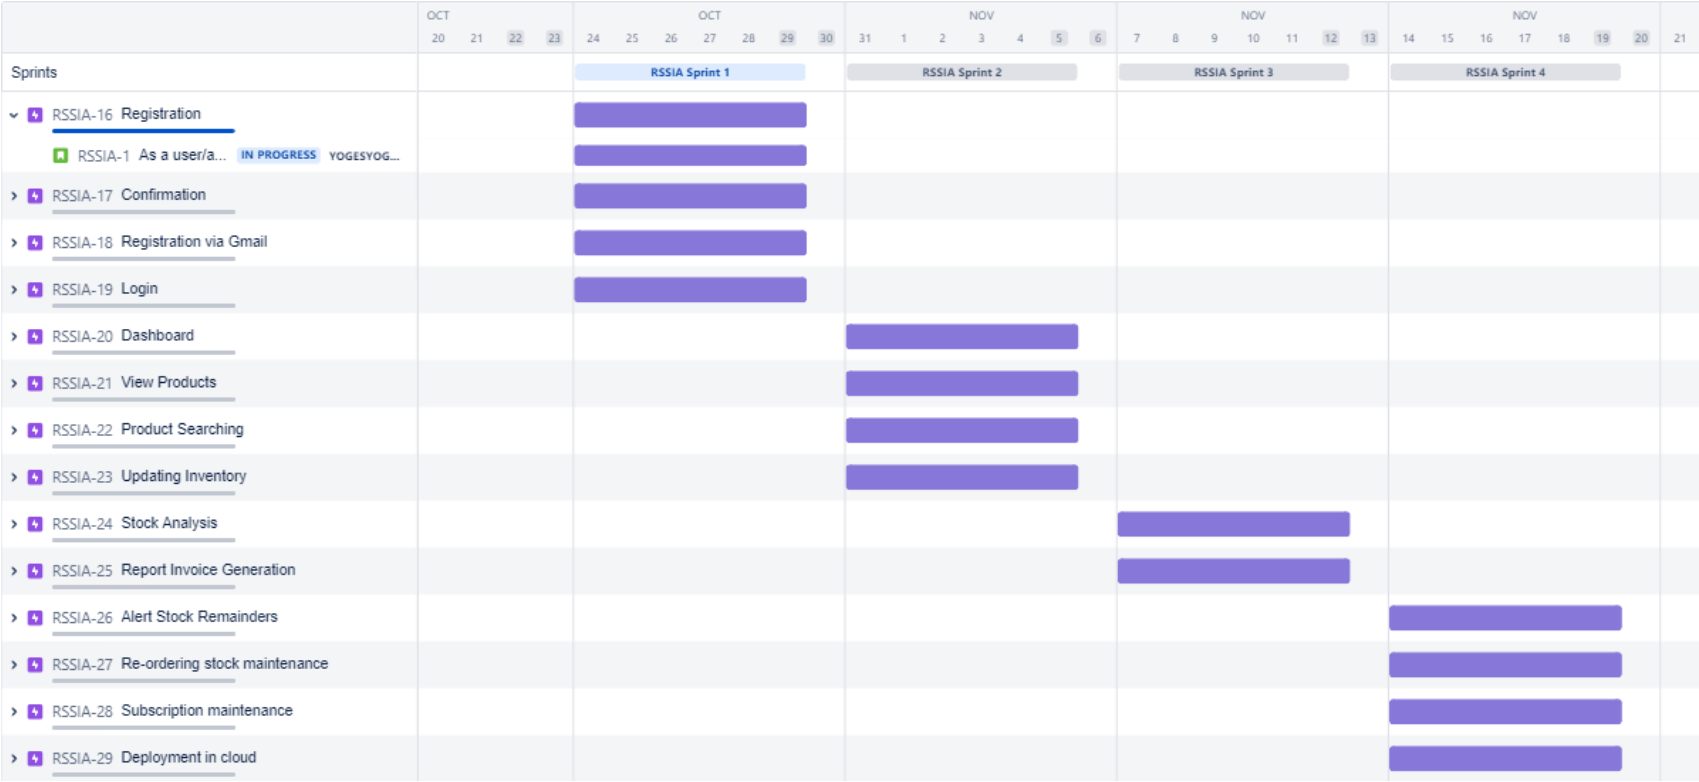 OCT OCT NOV NOV NOV
20 21 22 23 24 25 26 27 28 29 30 31 1 2 3 4 5 6 7 8 9 10 11 12 13 14 15 16 17 18 19 20 21
Sprints RSSIA Sprint 1 RSSIA Sprint 2 RSSIA Sprint 3 RSSIA Sprint 4
RSSIA-16 Registration
RSSIA-1 As a user/a... IN PROGRESS YOGESYOG...
RSSIA-17 Confirmation
RSSIA-18 Registration via Gmail
RSSIA-19 Login
RSSIA-20 Dashboard
RSSIA-21 View Products
RSSIA-22 Product Searching
RSSIA-23 Updating Inventory
RSSIA-24 Stock Analysis
RSSIA-25 Report Invoice Generation
RSSIA-26 Alert Stock Remainders
RSSIA-27 Re-ordering stock maintenance
RSSIA-28 Subscription maintenance
RSSIA-29 Deployment in cloud